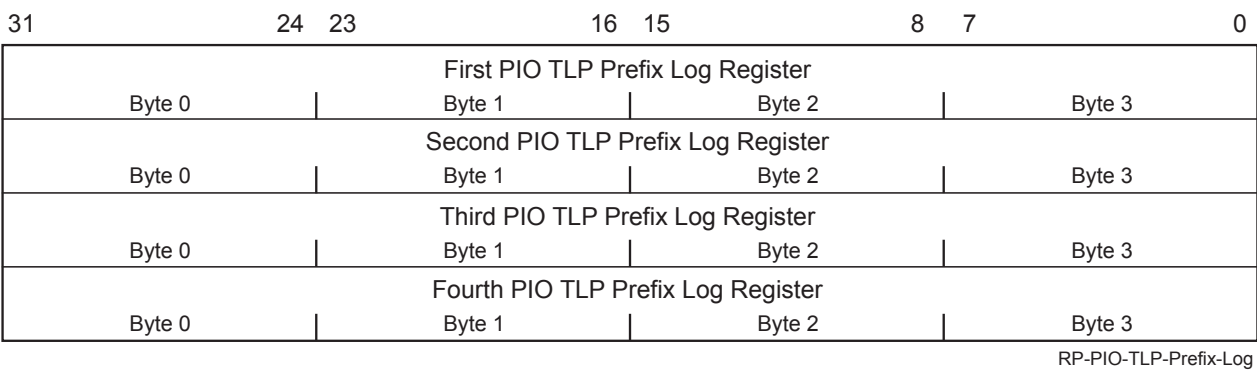 31 24 23 16 15 8 7 0
First PIO TLP Prefix Log Register
Byte 0 Byte 1 Byte 2 Byte 3
Second PIO TLP Prefix Log Register
Byte 0 Byte 1 Byte 2 Byte 3
Third PIO TLP Prefix Log Register
Byte 0 Byte 1 Byte 2 Byte 3
Fourth PIO TLP Prefix Log Register
Byte 0 Byte 1 Byte 2 Byte 3
RP-PIO-TLP-Prefix-Log